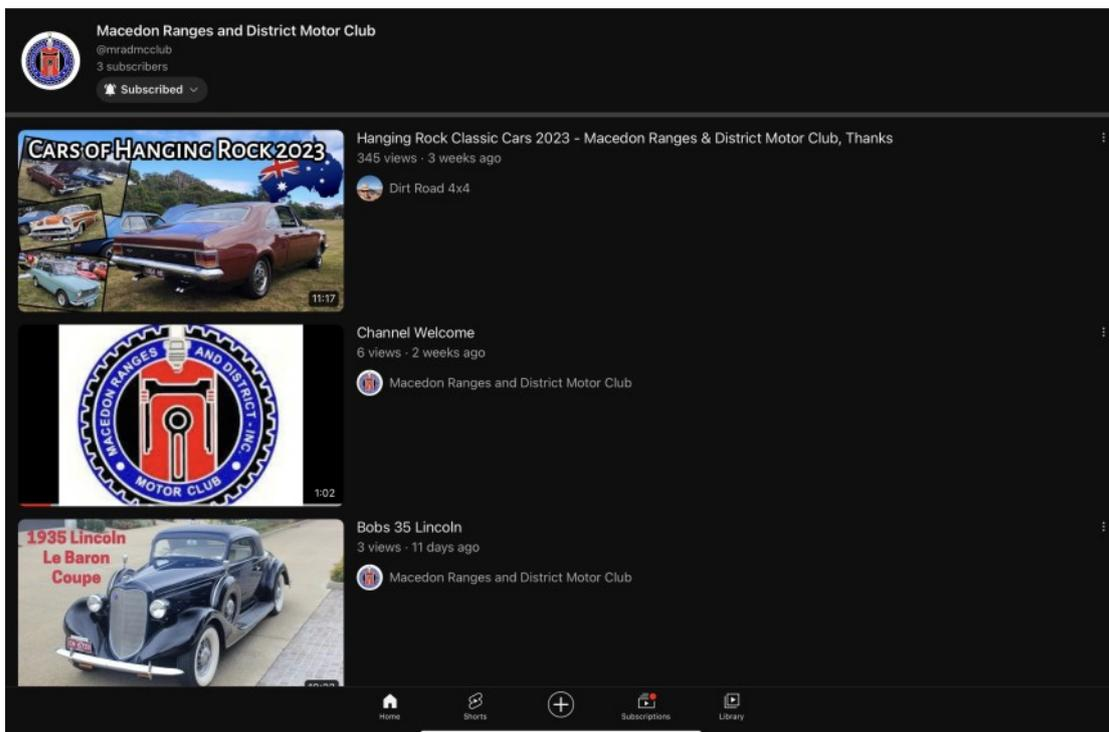 Macedon Ranges and District Motor Club
@mradmcclub
3 subscribers
Subscribed
CARS OF HANGING ROCK 2023
11:17
Hanging Rock Classic Cars 2023 - Macedon Ranges & District Motor Club, Thanks
345 views · 3 weeks ago
Dirt Road 4x4
MACEDON RANGES AND DISTRICT - INC.
MOTOR CLUB
1:02
Channel Welcome
6 views · 2 weeks ago
Macedon Ranges and District Motor Club
1935 Lincoln
Le Baron
Coupe
Bobs 35 Lincoln
3 views · 11 days ago
Macedon Ranges and District Motor Club
Home
Shorts
Subscriptions
Library